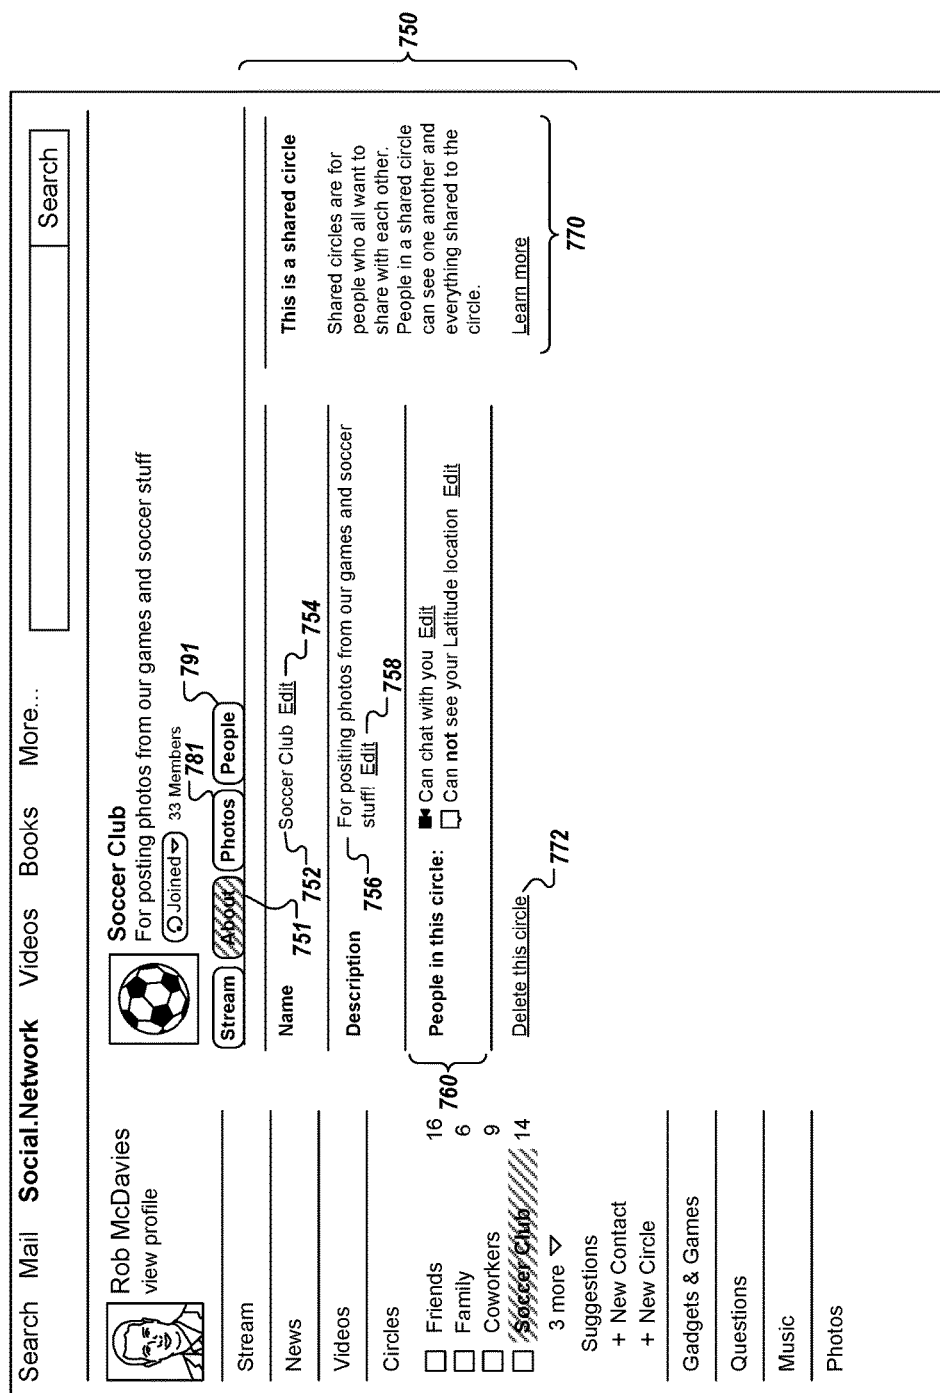 Search Mail Social.Network Videos Books More...
Search
Rob McDavies
view profile
Stream
News
Videos
Circles
Friends 16
Family 6
Coworkers 9
Soccer Club 14
3 more
Suggestions
+ New Contact
+ New Circle
Gadgets & Games
Questions
Music
Photos
Soccer Club
For posting photos from our games and soccer stuff
Joined 33 Members
781
791
Stream About Photos People
751
Name Soccer Club Edit
752
754
Description For positing photos from our games and soccer
stuff! Edit
756
758
760
People in this circle: Can chat with you Edit
Can not see your Latitude location Edit
Delete this circle
772
This is a shared circle
Shared circles are for
people who all want to
share with each other.
People in a shared circle
can see one another and
everything shared to the
circle.
Learn more
770
750